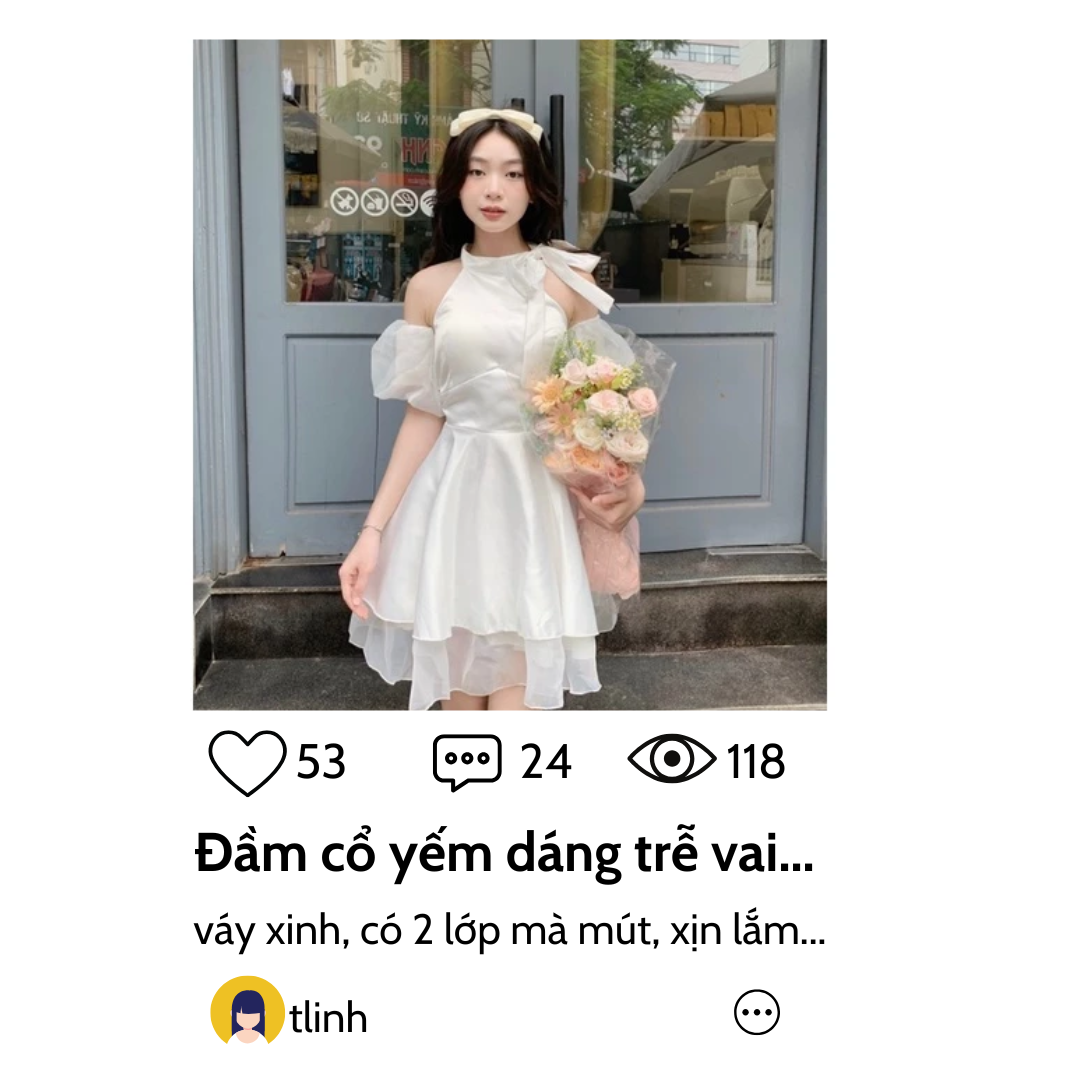 53
24
118
Đầm cổ yếm dáng trễ vai...
váy xinh, có 2 lớp mà mút, xịn lắm...
tlinh